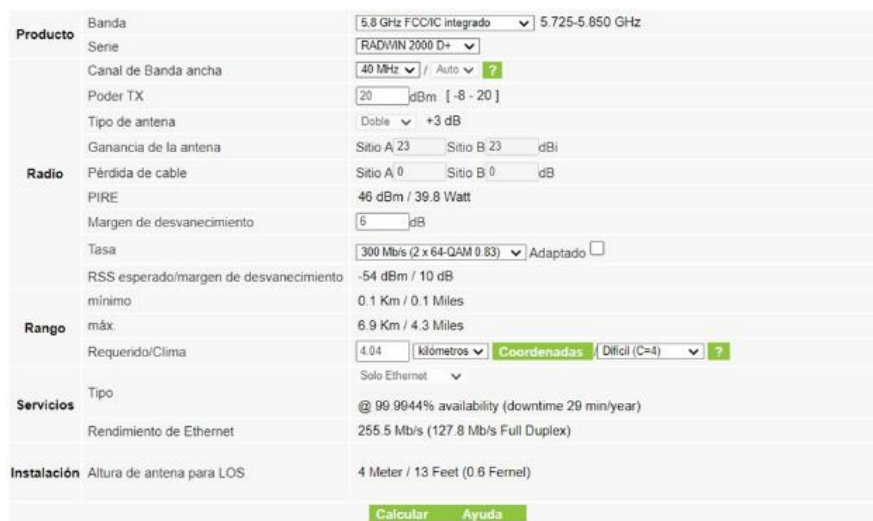 Producto
Banda 5.8 GHz FCC/IC integrado 5.725-5.850 GHz
Serie RADWIN 2000 D+
Radio
Canal de Banda ancha 40 MHz / Auto ?
Poder TX 20 dBm [ -8 - 20 ]
Tipo de antena Doble +3 dB
Ganancia de la antena Sitio A 23 Sitio B 23 dBi
Pérdida de cable Sitio A 0 Sitio B 0 dB
PIRE 46 dBm / 39.8 Watt
Margen de desvanecimiento 6 dB
Tasa 300 Mb/s (2 x 64-QAM 0.83) Adaptado
RSS esperado/margen de desvanecimiento -54 dBm / 10 dB
Rango
mínimo 0.1 Km / 0.1 Miles
máx. 6.9 Km / 4.3 Miles
Requerido/Clima 4.04 kilómetros Coordenadas / Difícil (C=4) ?
Servicios
Tipo Solo Ethernet
@ 99.9944% availability (downtime 29 min/year)
Rendimiento de Ethernet 255.5 Mb/s (127.8 Mb/s Full Duplex)
Instalación Altura de antena para LOS 4 Meter / 13 Feet (0.6 Fernel)
Calcular Ayuda